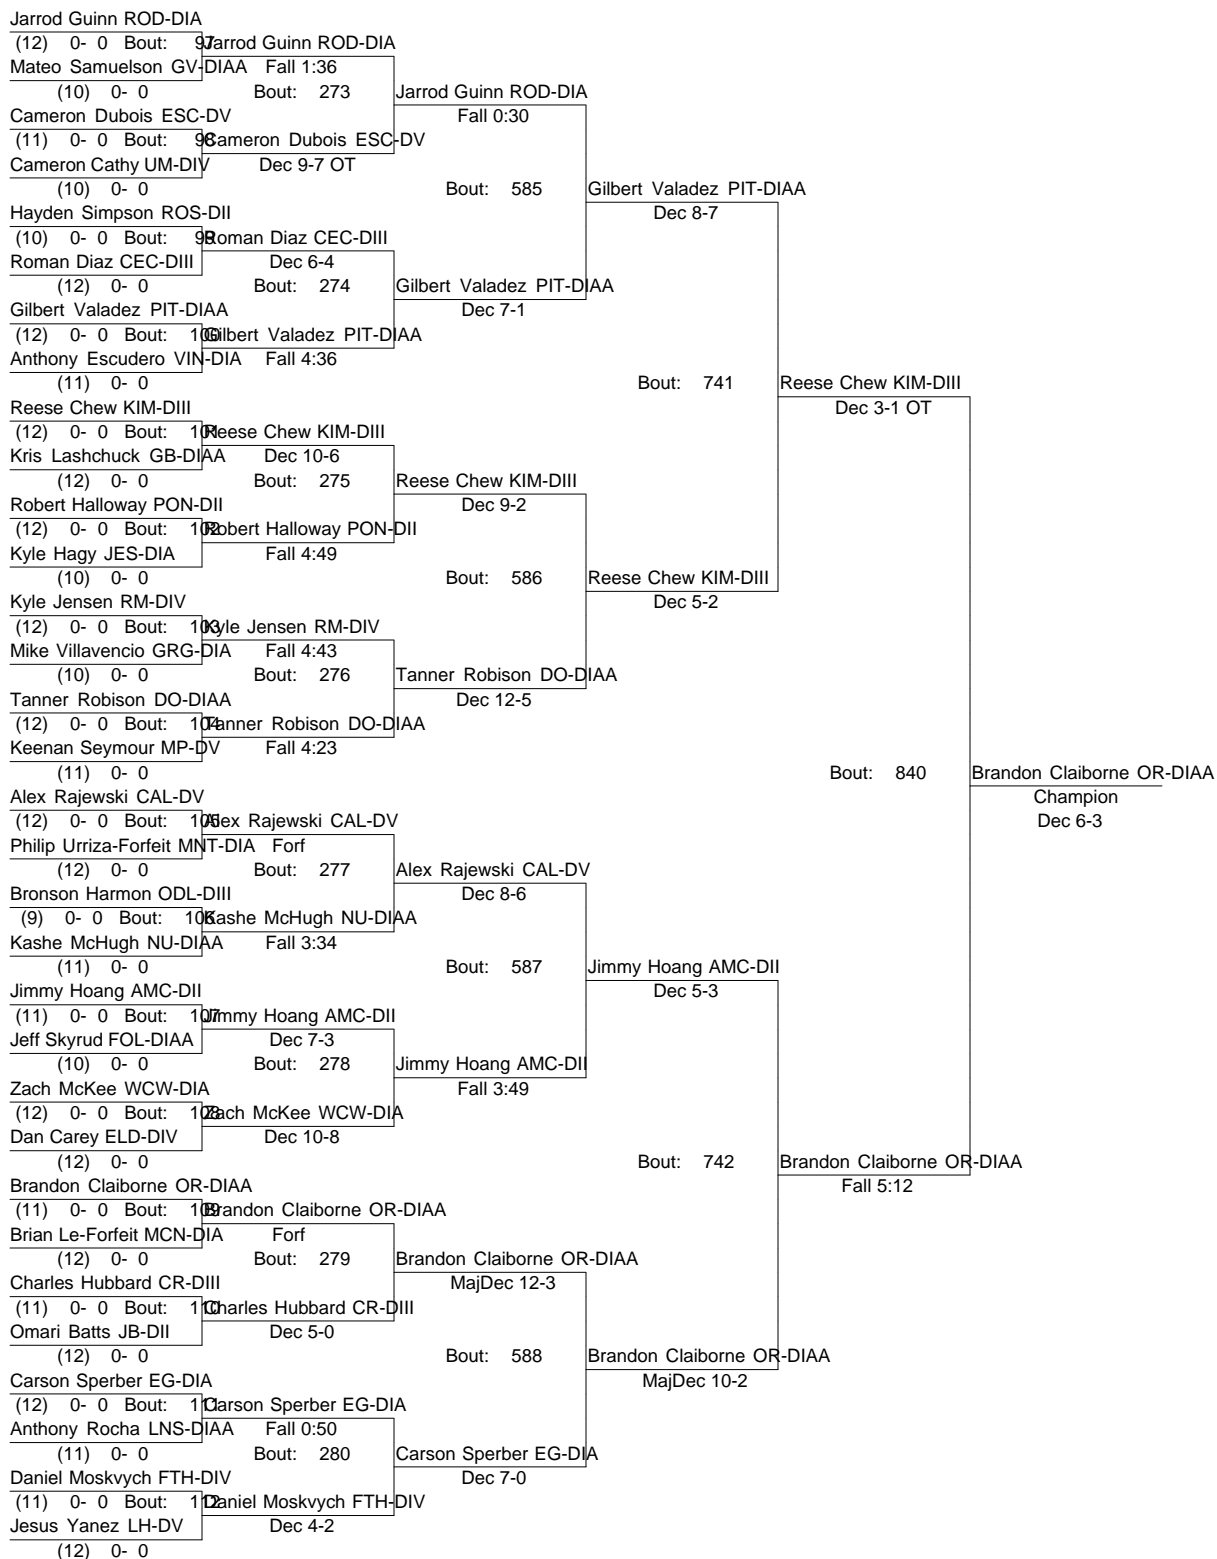 Jarrod Guinn ROD-DIA
(12) 0- 0 Bout: 97
Jarrod Guinn ROD-DIA
Mateo Samuelson GV-DIAA
Fall 1:36
(10) 0- 0
Bout: 273
Jarrod Guinn ROD-DIA
Cameron Dubois ESC-DV
Fall 0:30
(11) 0- 0 Bout: 98
Cameron Dubois ESC-DV
Cameron Cathy UM-DIV
Dec 9-7 OT
(10) 0- 0
Bout: 585
Gilbert Valadez PIT-DIAA
Hayden Simpson ROS-DII
Dec 8-7
(10) 0- 0 Bout: 99
Roman Diaz CEC-DIII
Roman Diaz CEC-DIII
Dec 6-4
(12) 0- 0
Bout: 274
Gilbert Valadez PIT-DIAA
Gilbert Valadez PIT-DIAA
Dec 7-1
(12) 0- 0 Bout: 100
Gilbert Valadez PIT-DIAA
Anthony Escudero VIN-DIA
Fall 4:36
(11) 0- 0
Bout: 741
Reese Chew KIM-DIII
Reese Chew KIM-DIII
Dec 3-1 OT
(12) 0- 0 Bout: 101
Reese Chew KIM-DIII
Kris Lashchuck GB-DIAA
Dec 10-6
(12) 0- 0
Bout: 275
Reese Chew KIM-DIII
Robert Halloway PON-DII
Dec 9-2
(12) 0- 0 Bout: 102
Robert Halloway PON-DII
Kyle Hagy JES-DIA
Fall 4:49
(10) 0- 0
Bout: 586
Reese Chew KIM-DIII
Kyle Jensen RM-DIV
Dec 5-2
(12) 0- 0 Bout: 103
Kyle Jensen RM-DIV
Mike Villavencio GRG-DIA
Fall 4:43
(10) 0- 0
Bout: 276
Tanner Robison DO-DIAA
Tanner Robison DO-DIAA
Dec 12-5
(12) 0- 0 Bout: 104
Tanner Robison DO-DIAA
Keenan Seymour MP-DV
Fall 4:23
(11) 0- 0
Bout: 840
Brandon Claiborne OR-DIAA
Alex Rajewski CAL-DV
Champion
(12) 0- 0 Bout: 105
Alex Rajewski CAL-DV
Dec 6-3
Philip Urriza-Forfeit MNT-DIA
Forf
(12) 0- 0
Bout: 277
Alex Rajewski CAL-DV
Bronson Harmon ODL-DIII
Dec 8-6
(9) 0- 0 Bout: 106
Kashe McHugh NU-DIAA
Kashe McHugh NU-DIAA
Fall 3:34
(11) 0- 0
Bout: 587
Jimmy Hoang AMC-DII
Jimmy Hoang AMC-DII
Dec 5-3
(11) 0- 0 Bout: 107
Jimmy Hoang AMC-DII
Jeff Skyrud FOL-DIAA
Dec 7-3
(10) 0- 0
Bout: 278
Jimmy Hoang AMC-DII
Zach McKee WCW-DIA
Fall 3:49
(12) 0- 0 Bout: 108
Zach McKee WCW-DIA
Dan Carey ELD-DIV
Dec 10-8
(12) 0- 0
Bout: 742
Brandon Claiborne OR-DIAA
Brandon Claiborne OR-DIAA
Fall 5:12
(11) 0- 0 Bout: 109
Brandon Claiborne OR-DIAA
Brian Le-Forfeit MCN-DIA
Forf
(12) 0- 0
Bout: 279
Brandon Claiborne OR-DIAA
Charles Hubbard CR-DIII
MajDec 12-3
(11) 0- 0 Bout: 110
Charles Hubbard CR-DIII
Omari Batts JB-DII
Dec 5-0
(12) 0- 0
Bout: 588
Brandon Claiborne OR-DIAA
Carson Sperber EG-DIA
MajDec 10-2
(12) 0- 0 Bout: 111
Carson Sperber EG-DIA
Anthony Rocha LNS-DIAA
Fall 0:50
(11) 0- 0
Bout: 280
Carson Sperber EG-DIA
Daniel Moskvych FTH-DIV
Dec 7-0
(11) 0- 0 Bout: 112
Daniel Moskvych FTH-DIV
Jesus Yanez LH-DV
Dec 4-2
(12) 0- 0